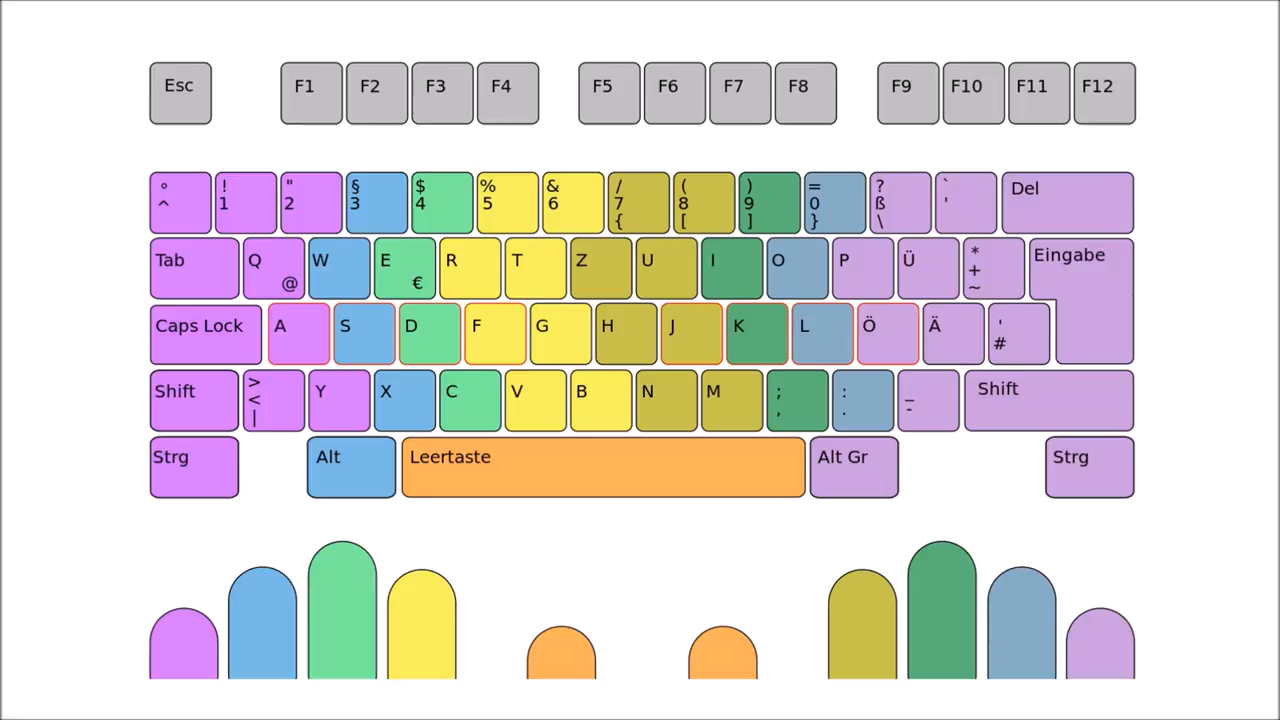 Esc F1 F2 F3 F4 F5 F6 F7 F8 F9 F10 F11 F12
° ! " § $ % & / ( ) = ? `
^ 1 2 3 4 5 6 7 8 9 0 ß ' Del
{ [ ] } \
Tab Q @ W E € R T Z U I O P Ü * + ~ Eingabe
Caps Lock A S D F G H J K L Ö Ä ' #
Shift > < | Y X C V B N M ; , : . _ - Shift
Strg Alt Leertaste Alt Gr Strg